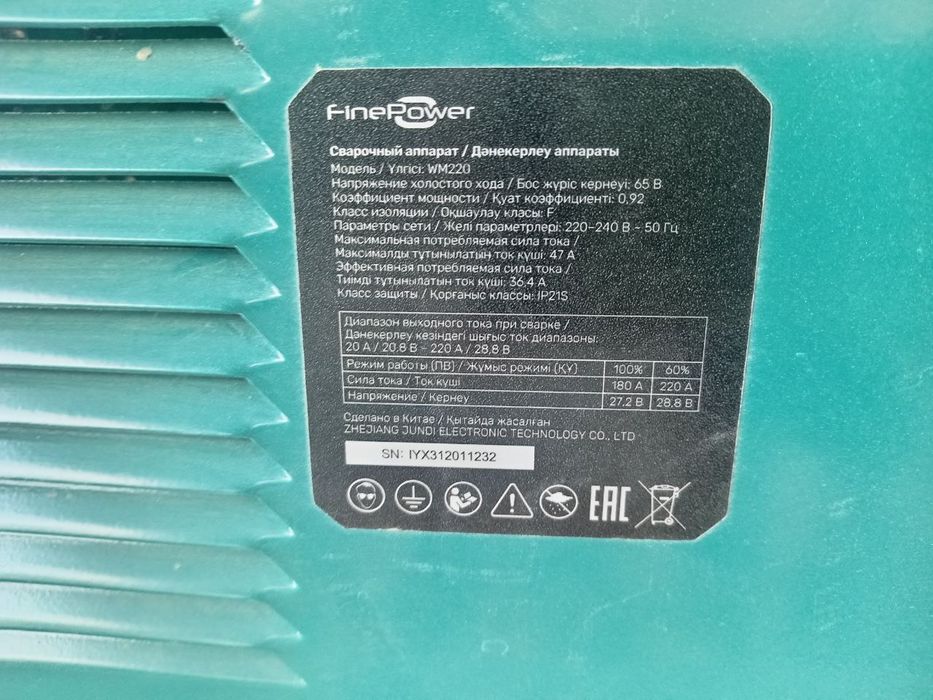 FinePower
Сварочный аппарат / Дәнекерлеу аппараты
Модель / Үлгісі: WM220
Напряжение холостого хода / Бос жүріс кернеуі: 65 В
Коэффициент мощности / Қуат коэффициенті: 0,92
Класс изоляции / Оқшаулау класы: F
Параметры сети / Желі параметрлері: 220-240 В ~ 50 Гц
Максимальная потребляемая сила тока /
Максималды тұтынылатын ток күші: 47 А
Эффективная потребляемая сила тока /
Тиімді тұтынылатын ток күші: 36.4 А
Класс защиты / Қорғаныс классы: IP21S
Диапазон выходного тока при сварке /
Дәнекерлеу кезіндегі шығыс ток диапазоны:
20 А / 20.8 В – 220 А / 28.8 В
Режим работы (ПВ) / Жұмыс режимі (ҚҰ) 100% 60%
Сила тока / Ток күші 180 А 220 А
Напряжение / Кернеу 27.2 В 28.8 В
Сделано в Китае / Қытайда жасалған
ZHEJIANG JUNDI ELECTRONIC TECHNOLOGY CO., LTD
SN: IYX312011232
EAC